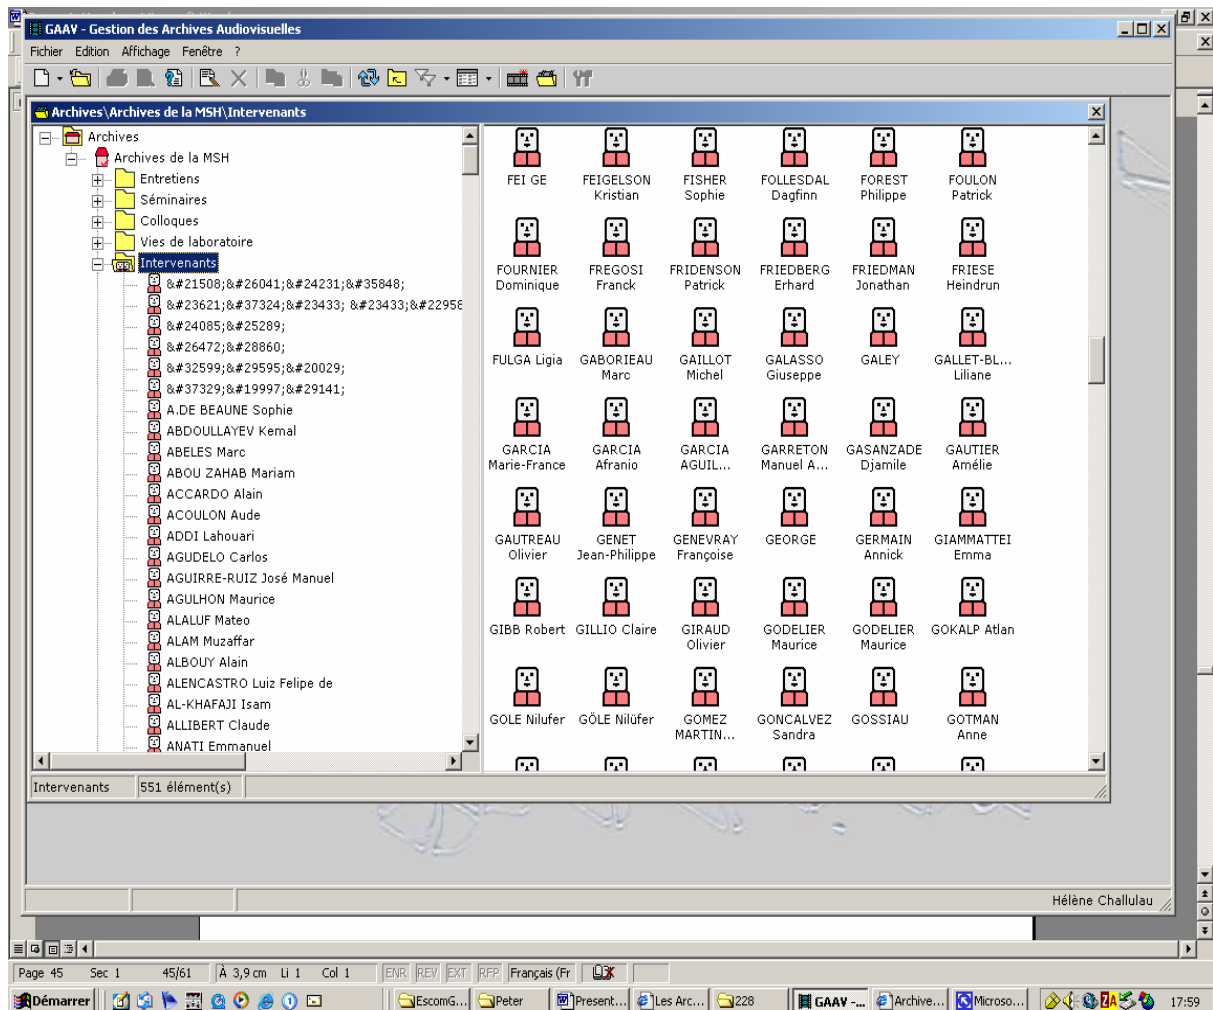 GAAV - Gestion des Archives Audiovisuelles
Fichier Edition Affichage Fenêtre ?
Archives\Archives de la MSH\Intervenants
Archives
Archives de la MSH
Entretiens
Séminaires
Colloques
Vies de laboratoire
Intervenants
&#21508;&#26041;&#24231;&#35848;
&#23621;&#37324;&#23433; &#23433;&#22958
&#24085;&#25289;
&#26472;&#28860;
&#32599;&#29595;&#20029;
&#37329;&#19997;&#29141;
A.DE BEAUNE Sophie
ABDOULLAYEV Kemal
ABELES Marc
ABOU ZAHAB Mariam
ACCARDO Alain
ACOULON Aude
ADDI Lahouari
AGUDELO Carlos
AGUIRRE-RUIZ José Manuel
AGULHON Maurice
ALALUF Mateo
ALAM Muzaffar
ALBOUY Alain
ALENCASTRO Luiz Felipe de
AL-KHAFAJI Isam
ALLIBERT Claude
ANATI Emmanuel
FEI GE FEIGELSON FISHER FOLLESDAL FOREST FOULON
Kristian Sophie Dagfinn Philippe Patrick
FOURNIER FREGOSI FRIDENSON FRIEDBERG FRIEDMAN FRIESE
Dominique Franck Patrick Erhard Jonathan Heindrun
FULGA Ligia GABORIEAU GAILLOT GALASSO GALEY GALLET-BL...
Marc Michel Giuseppe Liliane
GARCIA GARCIA GARCIA GARRETON GASANZADE GAUTIER
Marie-France Afranio AGUIL... Manuel A... Djamile Amélie
GAUTREAU GENET GENEVRAY GEORGE GERMAIN GIAMMATTEI
Olivier Jean-Philippe Françoise Annick Emma
GIBB Robert GILLIO Claire GIRAUD GODELIER GODELIER GOKALP Atlan
Olivier Maurice Maurice
GOLE Nilufer GÖLE Nilüfer GOMEZ GONCALVEZ GOSSIAU GOTMAN
MARTIN... Sandra Anne
Intervenants 551 élément(s)
Hélène Challulau
Page 45 Sec 1 45/61 À 3,9 cm Li 1 Col 1 ENR REV EXT RFP Français (Fr
Démarrer EscomG... Peter Present... Les Arc... 228 GAAV -... Archive... Microso... ZA 17:59